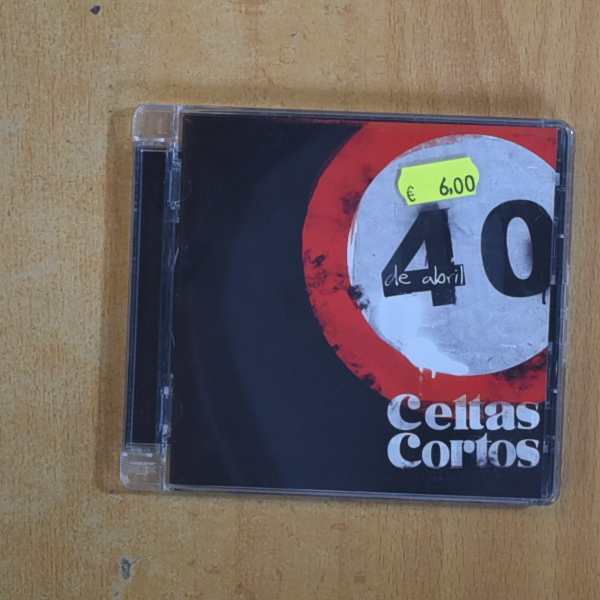 € 6,00
40
de abril
Celtas
Cortos